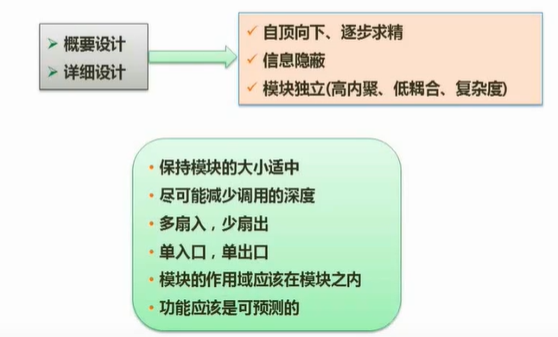 概要设计
详细设计
自顶向下、逐步求精
信息隐蔽
模块独立(高内聚、低耦合、复杂度)
保持模块的大小适中
尽可能减少调用的深度
多扇入，少扇出
单入口，单出口
模块的作用域应该在模块之内
功能应该是可预测的